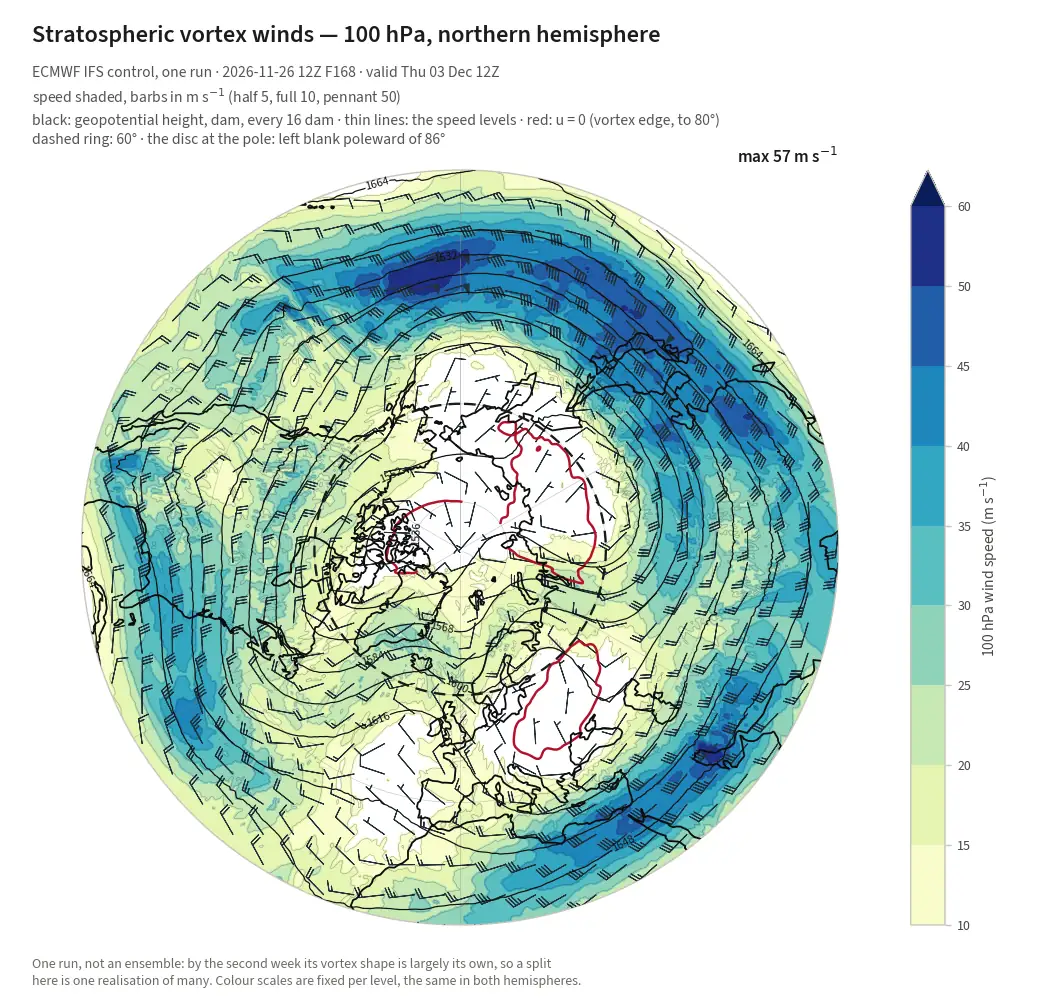 Stratospheric vortex winds — 100 hPa, northern hemisphere
ECMWF IFS control, one run · 2026-11-26 12Z F168 · valid Thu 03 Dec 12Z
speed shaded, barbs in m s⁻¹ (half 5, full 10, pennant 50)
black: geopotential height, dam, every 16 dam · thin lines: the speed levels · red: u = 0 (vortex edge, to 80°)
dashed ring: 60° · the disc at the pole: left blank poleward of 86°
max 57 m s⁻¹
1664
1632
1664
1568
1584
1616
1648
60
50
45
40
35
30
25
20
15
10
100 hPa wind speed (m s⁻¹)
One run, not an ensemble: by the second week its vortex shape is largely its own, so a split
here is one realisation of many. Colour scales are fixed per level, the same in both hemispheres.